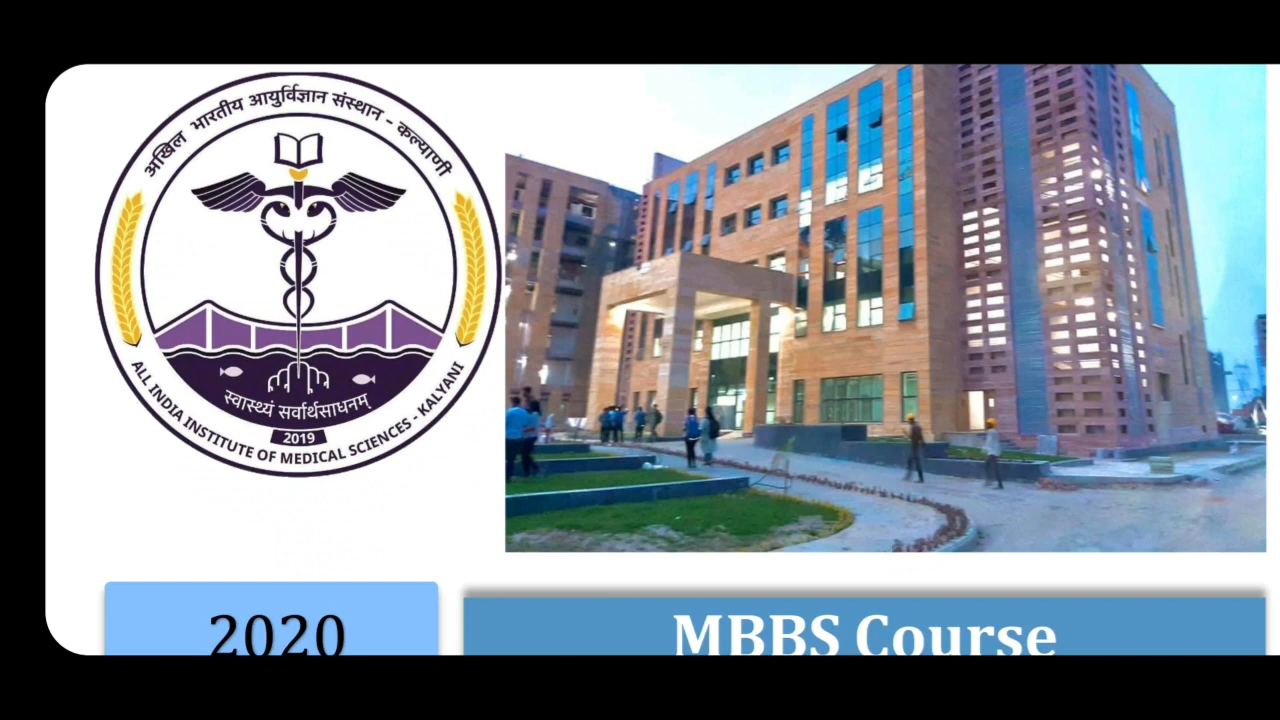 अखिल भारतीय आयुर्विज्ञान संस्थान - कल्याणी
स्वास्थ्यं सर्वार्थसाधनम्
2019
ALL INDIA INSTITUTE OF MEDICAL SCIENCES - KALYANI
2020
MBBS Course